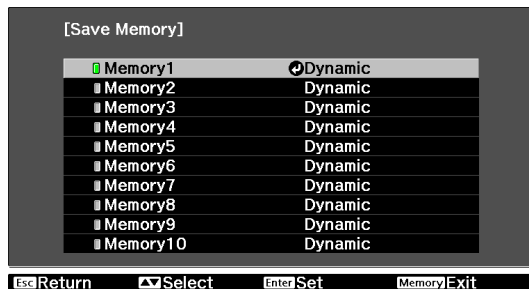 [Save Memory]
Memory1 Dynamic
Memory2 Dynamic
Memory3 Dynamic
Memory4 Dynamic
Memory5 Dynamic
Memory6 Dynamic
Memory7 Dynamic
Memory8 Dynamic
Memory9 Dynamic
Memory10 Dynamic
Esc Return Select Enter Set Memory Exit